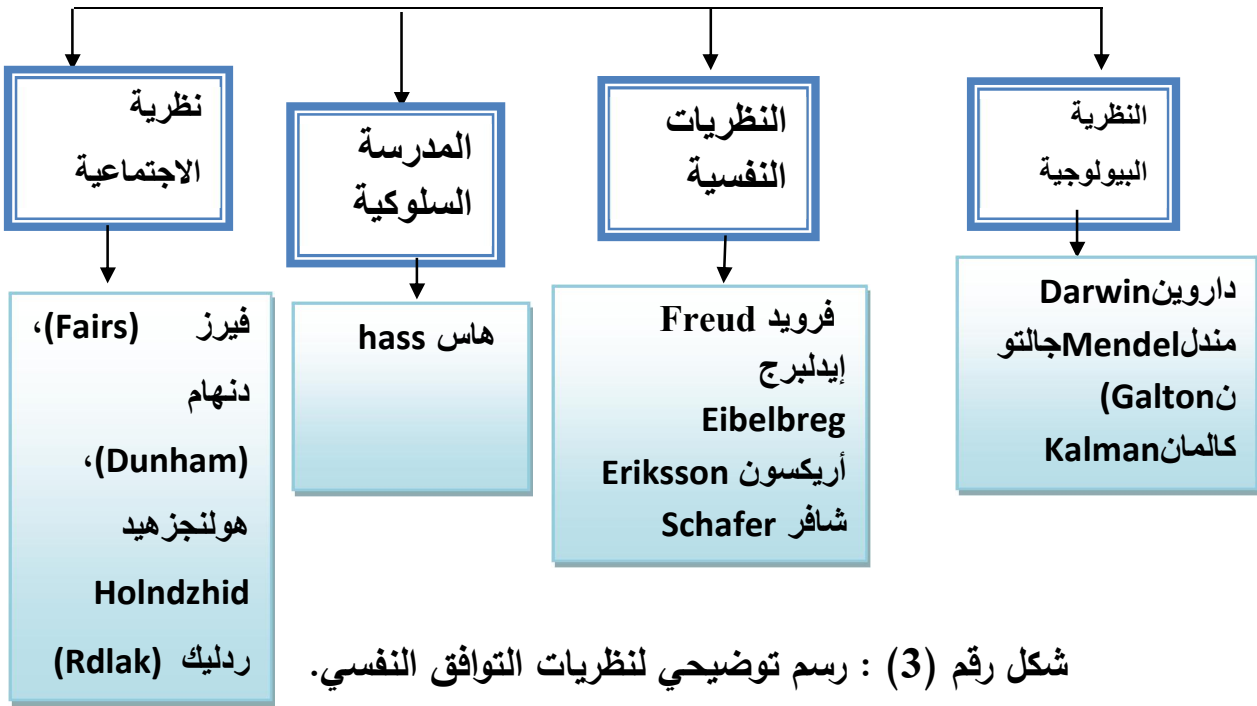 النظرية
البيولوجية
داروينDarwin
مندلMendelجالتو
نGalton)
كالمانKalman
النظريات
النفسية
فرويد Freud
إيدلبرج
Eibelbreg
أريكسون Eriksson
شافر Schafer
المدرسة
السلوكية
هاس hass
نظرية
الاجتماعية
فيرز (Fairs)،
دنهام
(Dunham)،
هولنجزهيد
Holndzhid
ردليك (Rdlak)
شكل رقم (3) : رسم توضيحي لنظريات التوافق النفسي.